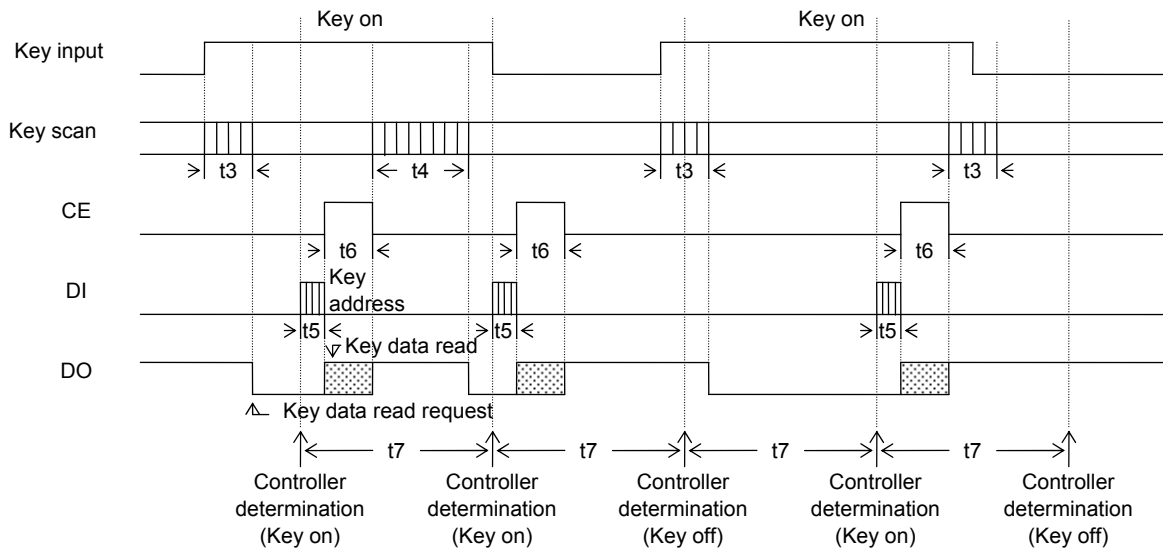 Key on Key on
Key input
Key scan
t3 t4 t3 t3
CE
t6 t6 t6
DI
Key
address
t5 t5 t5
Key data read
DO
Key data read request
t7 t7 t7 t7
Controller Controller Controller Controller Controller
determination determination determination determination determination
(Key on) (Key on) (Key off) (Key on) (Key off)